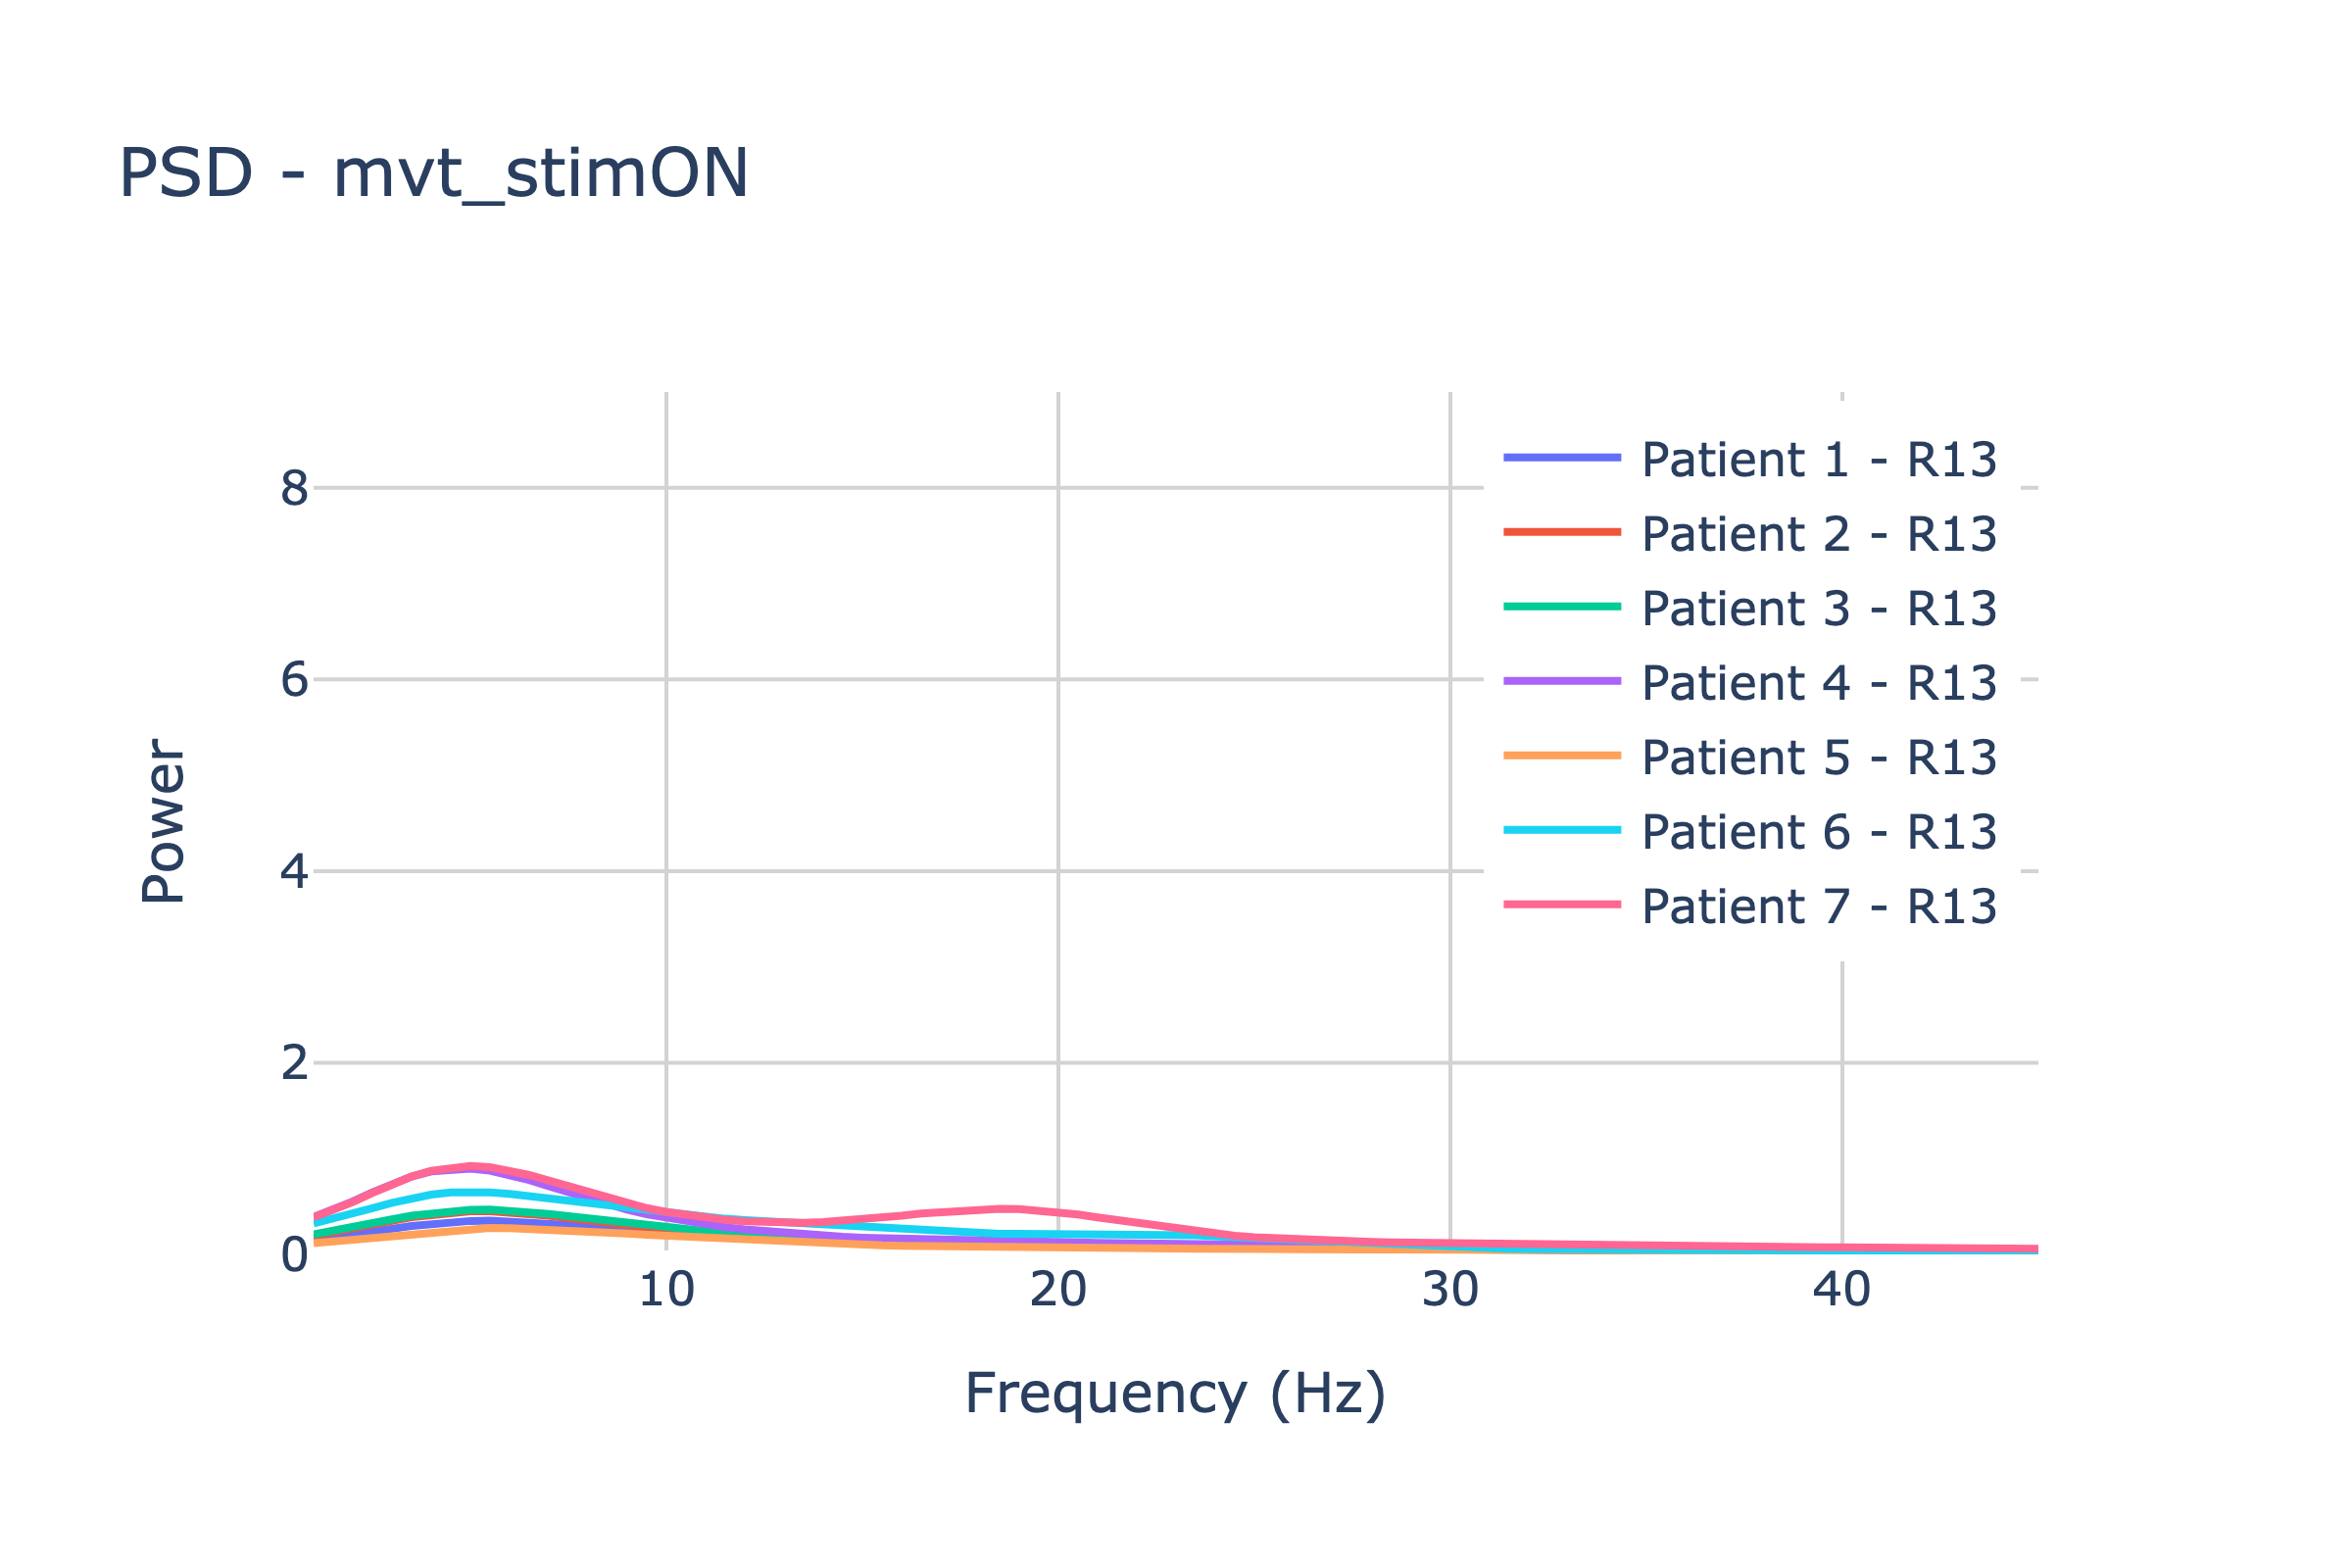 PSD - mvt_stimON
Patient 1 - R13
Patient 2 - R13
Patient 3 - R13
Patient 4 - R13
Patient 5 - R13
Patient 6 - R13
Patient 7 - R13
8
6
4
2
0
Power
10 20 30 40
Frequency (Hz)